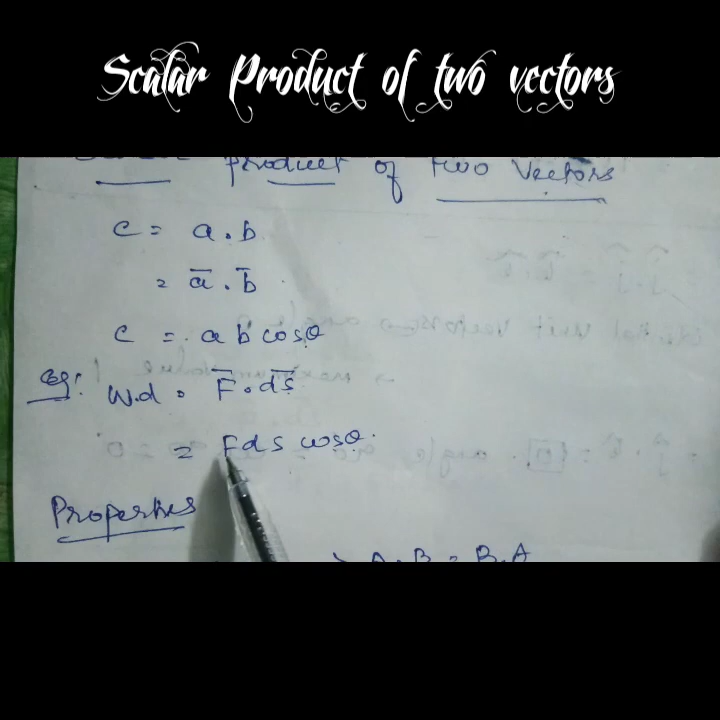 Scalar Product of two vectors
product of two Vectors
C = a . b
= a̅ . b̅
C = a b cosθ
eg: W.d = F̅ . ds̅
= F ds cosθ
Properties
A . B = B . A